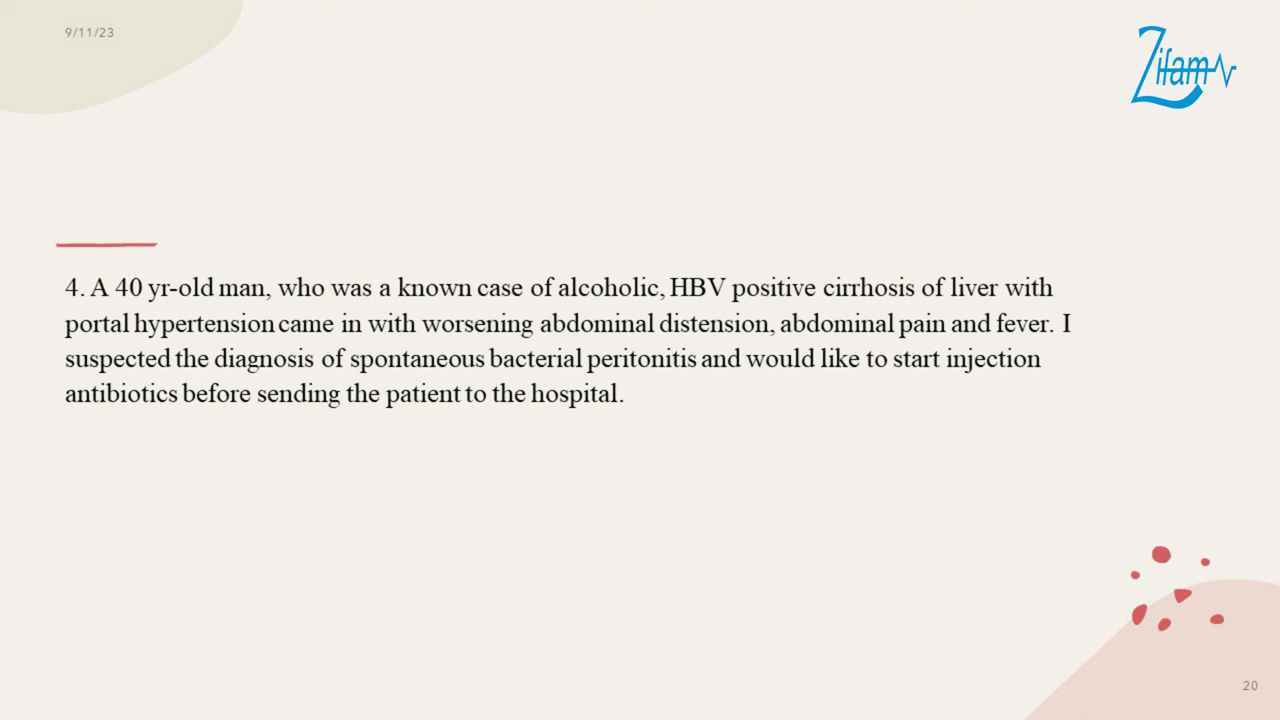 9/11/23
Zifam
4. A 40 yr-old man, who was a known case of alcoholic, HBV positive cirrhosis of liver with
portal hypertension came in with worsening abdominal distension, abdominal pain and fever. I
suspected the diagnosis of spontaneous bacterial peritonitis and would like to start injection
antibiotics before sending the patient to the hospital.
20